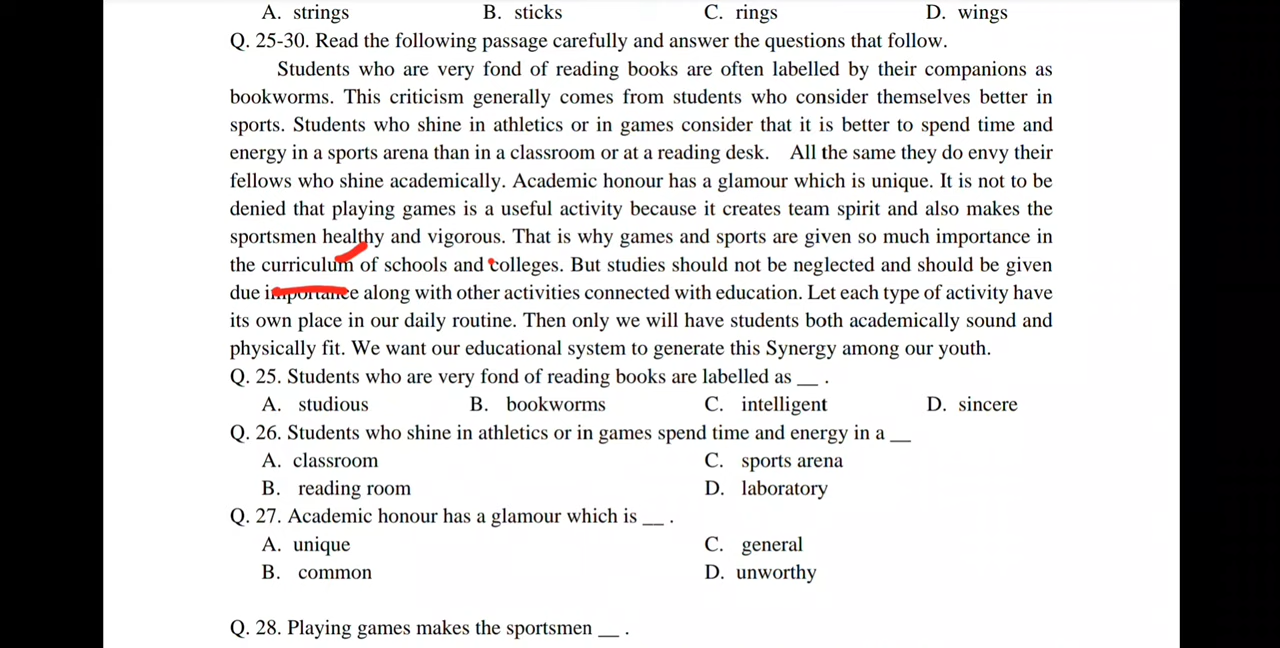 A. strings B. sticks C. rings D. wings
Q. 25-30. Read the following passage carefully and answer the questions that follow.
Students who are very fond of reading books are often labelled by their companions as
bookworms. This criticism generally comes from students who consider themselves better in
sports. Students who shine in athletics or in games consider that it is better to spend time and
energy in a sports arena than in a classroom or at a reading desk. All the same they do envy their
fellows who shine academically. Academic honour has a glamour which is unique. It is not to be
denied that playing games is a useful activity because it creates team spirit and also makes the
sportsmen healthy and vigorous. That is why games and sports are given so much importance in
the curriculum of schools and colleges. But studies should not be neglected and should be given
due importance along with other activities connected with education. Let each type of activity have
its own place in our daily routine. Then only we will have students both academically sound and
physically fit. We want our educational system to generate this Synergy among our youth.
Q. 25. Students who are very fond of reading books are labelled as __ .
A. studious B. bookworms C. intelligent D. sincere
Q. 26. Students who shine in athletics or in games spend time and energy in a __
A. classroom C. sports arena
B. reading room D. laboratory
Q. 27. Academic honour has a glamour which is __ .
A. unique C. general
B. common D. unworthy
Q. 28. Playing games makes the sportsmen __ .